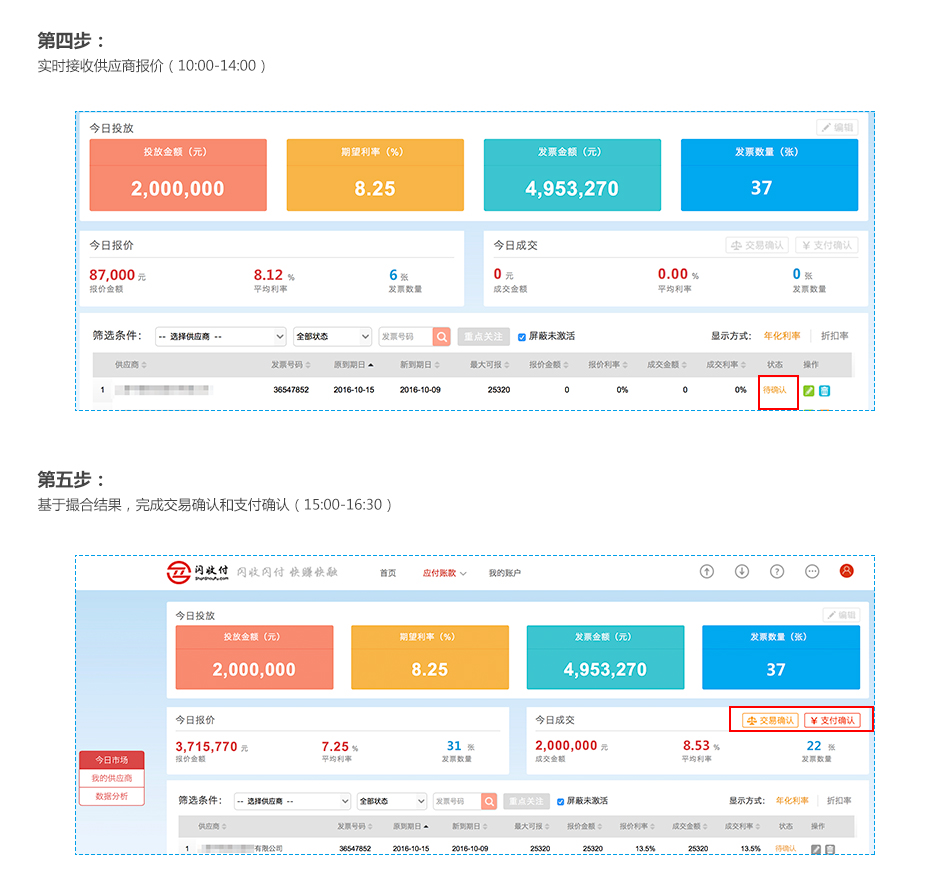 第四步：
实时接收供应商报价（10:00-14:00）
今日投放 编辑
投放金额（元） 期望利率（%） 发票金额（元） 发票数量（张）
2,000,000 8.25 4,953,270 37
今日报价 今日成交 交易确认 ¥ 支付确认
87,000 元 8.12 % 6 张 0 元 0.00 % 0 张
报价金额 平均利率 发票数量 成交金额 平均利率 发票数量
筛选条件： -- 选择供应商 -- 全部状态 发票号码 重点关注 屏蔽未激活 显示方式： 年化利率 折扣率
供应商 发票号码 原到期日 新到期日 最大可报 报价金额 报价利率 成交金额 成交利率 状态 操作
1 36547852 2016-10-15 2016-10-09 25320 0 0% 0 0% 待确认
第五步：
基于撮合结果，完成交易确认和支付确认（15:00-16:30）
闪收付 闪收闪付 快赚快融 首页 应付账款 我的账户
ShanShouFu.com
今日投放 编辑
投放金额（元） 期望利率（%） 发票金额（元） 发票数量（张）
2,000,000 8.25 4,953,270 37
今日报价 今日成交 交易确认 ¥ 支付确认
3,715,770 元 7.25 % 31 张 2,000,000 元 8.53 % 22 张
报价金额 平均利率 发票数量 成交金额 平均利率 发票数量
今日市场
我的供应商
数据分析
筛选条件： -- 选择供应商 -- 全部状态 发票号码 重点关注 屏蔽未激活 显示方式： 年化利率 折扣率
供应商 发票号码 原到期日 新到期日 最大可报 报价金额 报价利率 成交金额 成交利率 状态 操作
1 有限公司 36547852 2016-10-15 2016-10-09 25320 25320 13.5% 25320 13.5% 待确认